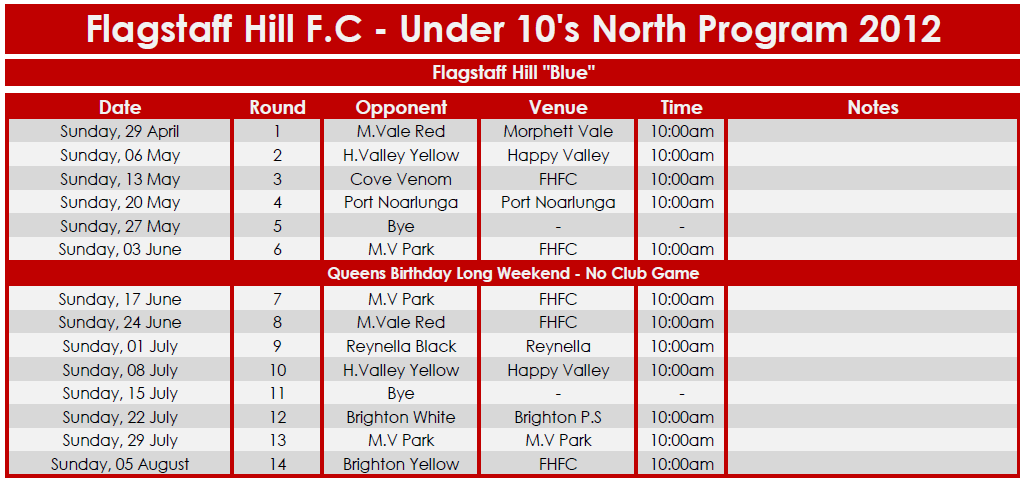 Flagstaff Hill F.C - Under 10's North Program 2012
Flagstaff Hill "Blue"
Date Round Opponent Venue Time Notes
Sunday, 29 April 1 M.Vale Red Morphett Vale 10:00am
Sunday, 06 May 2 H.Valley Yellow Happy Valley 10:00am
Sunday, 13 May 3 Cove Venom FHFC 10:00am
Sunday, 20 May 4 Port Noarlunga Port Noarlunga 10:00am
Sunday, 27 May 5 Bye - -
Sunday, 03 June 6 M.V Park FHFC 10:00am
Queens Birthday Long Weekend - No Club Game
Sunday, 17 June 7 M.V Park FHFC 10:00am
Sunday, 24 June 8 M.Vale Red FHFC 10:00am
Sunday, 01 July 9 Reynella Black Reynella 10:00am
Sunday, 08 July 10 H.Valley Yellow Happy Valley 10:00am
Sunday, 15 July 11 Bye - -
Sunday, 22 July 12 Brighton White Brighton P.S 10:00am
Sunday, 29 July 13 M.V Park M.V Park 10:00am
Sunday, 05 August 14 Brighton Yellow FHFC 10:00am